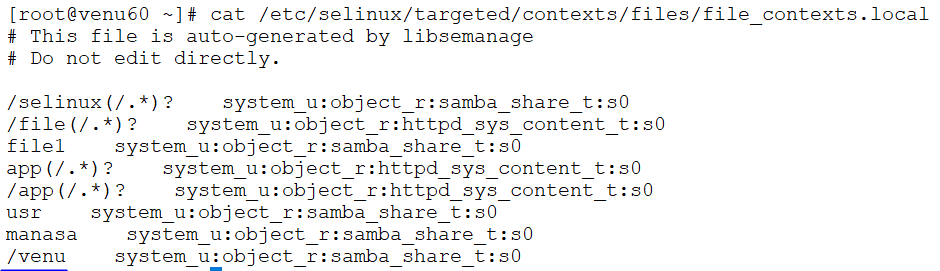 [root@venu60 ~]# cat /etc/selinux/targeted/contexts/files/file_contexts.local
# This file is auto-generated by libsemanage
# Do not edit directly.

/selinux(/.*)?    system_u:object_r:samba_share_t:s0
/file(/.*)?    system_u:object_r:httpd_sys_content_t:s0
file1    system_u:object_r:samba_share_t:s0
app(/.*)?    system_u:object_r:httpd_sys_content_t:s0
/app(/.*)?    system_u:object_r:httpd_sys_content_t:s0
usr    system_u:object_r:samba_share_t:s0
manasa    system_u:object_r:samba_share_t:s0
/venu    system_u:object_r:samba_share_t:s0